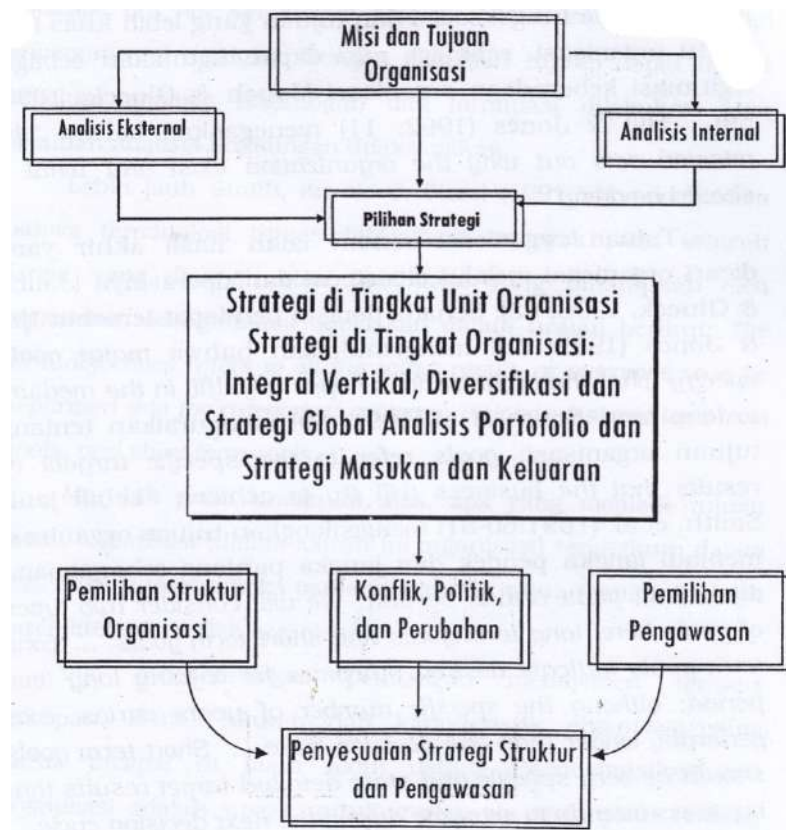 Misi dan Tujuan
Organisasi
Analisis Eksternal
Analisis Internal
Pilihan Strategi
Strategi di Tingkat Unit Organisasi
Strategi di Tingkat Organisasi:
Integral Vertikal, Diversifikasi dan
Strategi Global Analisis Portofolio dan
Strategi Masukan dan Keluaran
Pemilihan Struktur
Organisasi
Konflik, Politik,
dan Perubahan
Pemilihan
Pengawasan
Penyesuaian Strategi Struktur
dan Pengawasan